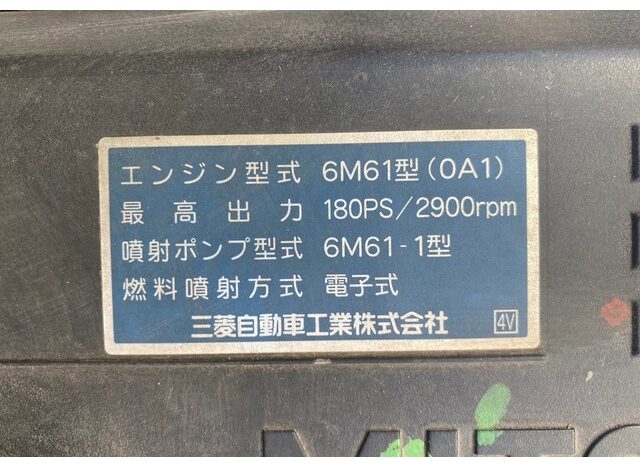 エンジン型式 6M61型(0A1)
最高出力 180PS/2900rpm
噴射ポンプ型式 6M61-1型
燃料噴射方式 電子式
三菱自動車工業株式会社 4V